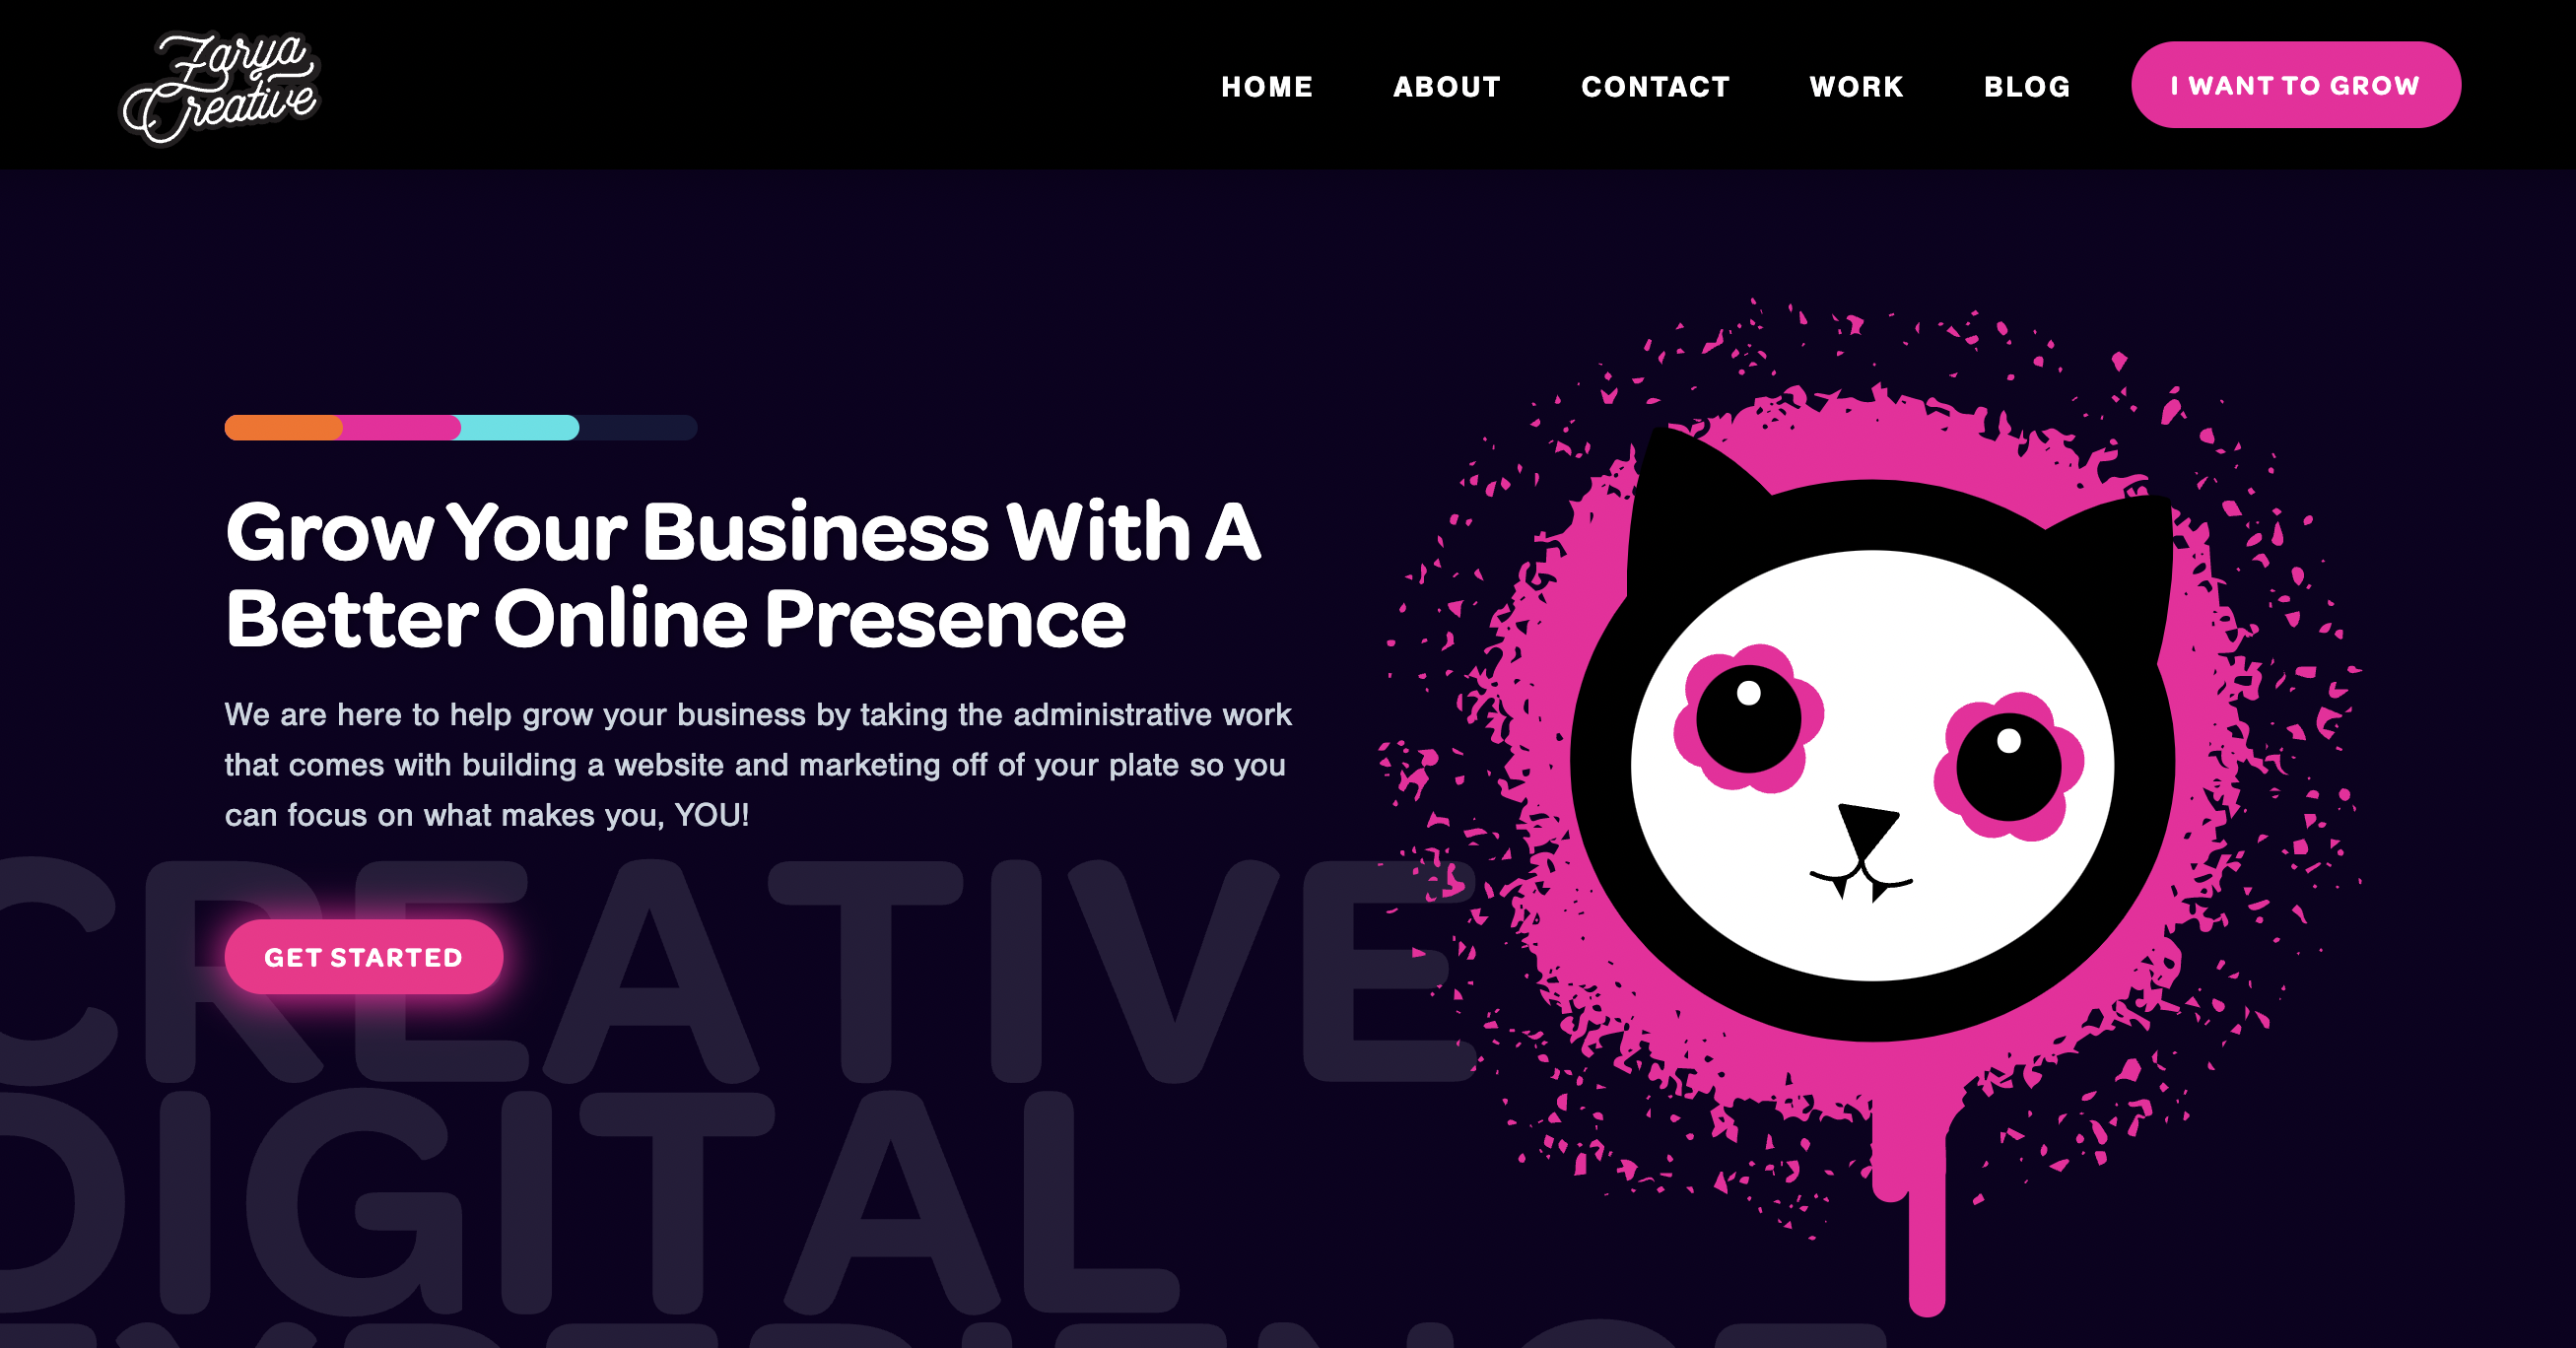 Zarya
Creative
HOME ABOUT CONTACT WORK BLOG I WANT TO GROW
Grow Your Business With A
Better Online Presence
We are here to help grow your business by taking the administrative work
that comes with building a website and marketing off of your plate so you
can focus on what makes you, YOU!
GET STARTED
CREATIVE
DIGITAL
EXPERIENCE